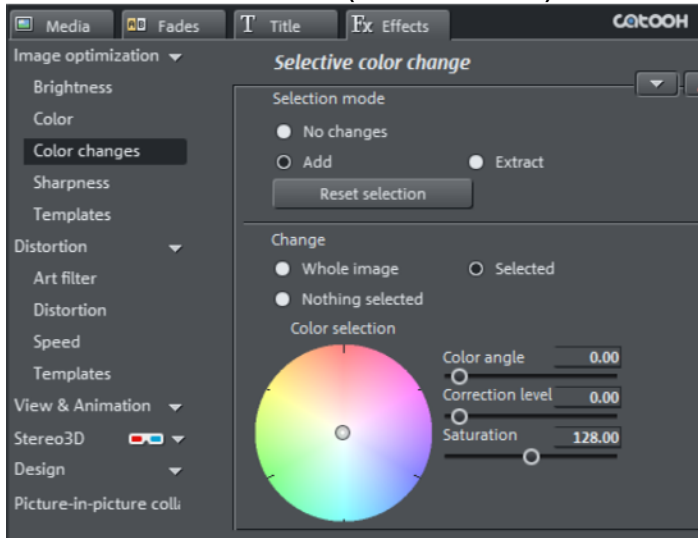 Media Fades T Title Fx Effects CATOOH
Image optimization
Brightness
Color
Color changes
Sharpness
Templates
Distortion
Art filter
Distortion
Speed
Templates
View & Animation
Stereo3D
Design
Picture-in-picture coll
Selective color change
Selection mode
No changes
Add Extract
Reset selection
Change
Whole image Selected
Nothing selected
Color selection
Color angle 0.00
Correction level 0.00
Saturation 128.00